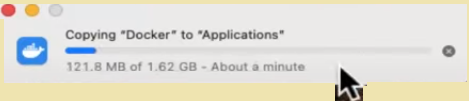 Copying “Docker” to “Applications”
121.8 MB of 1.62 GB - About a minute